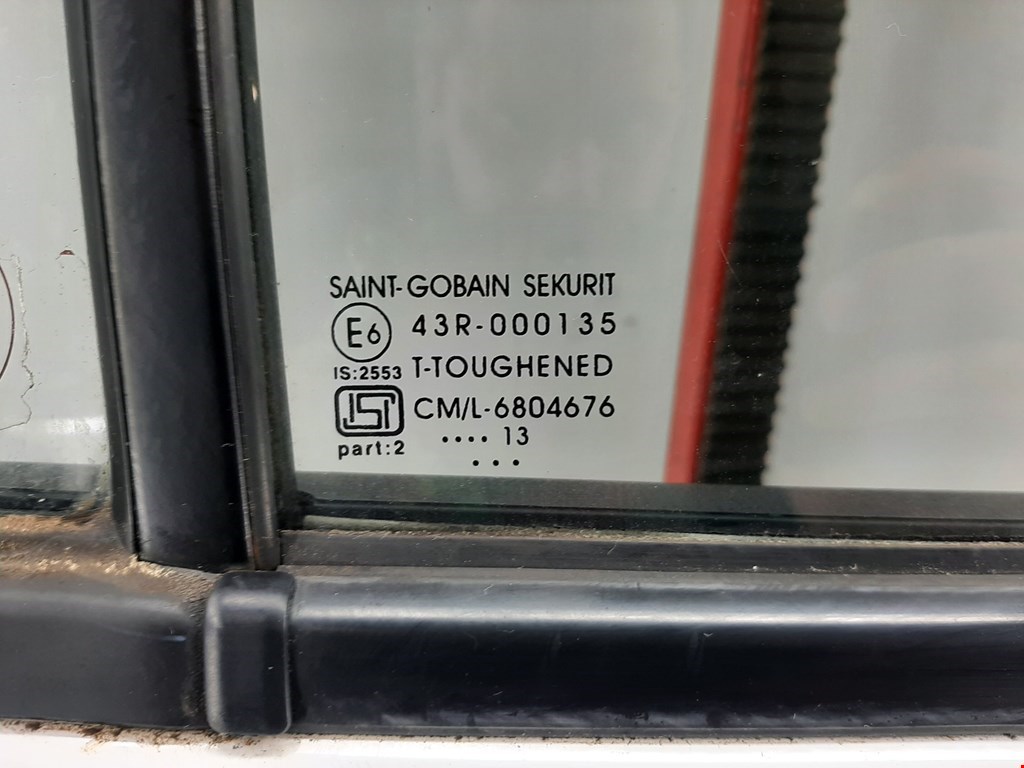 SAINT-GOBAIN SEKURIT
E6 43R-000135
IS:2553 T-TOUGHENED
ISI CM/L-6804676
.... 13
part:2 ...